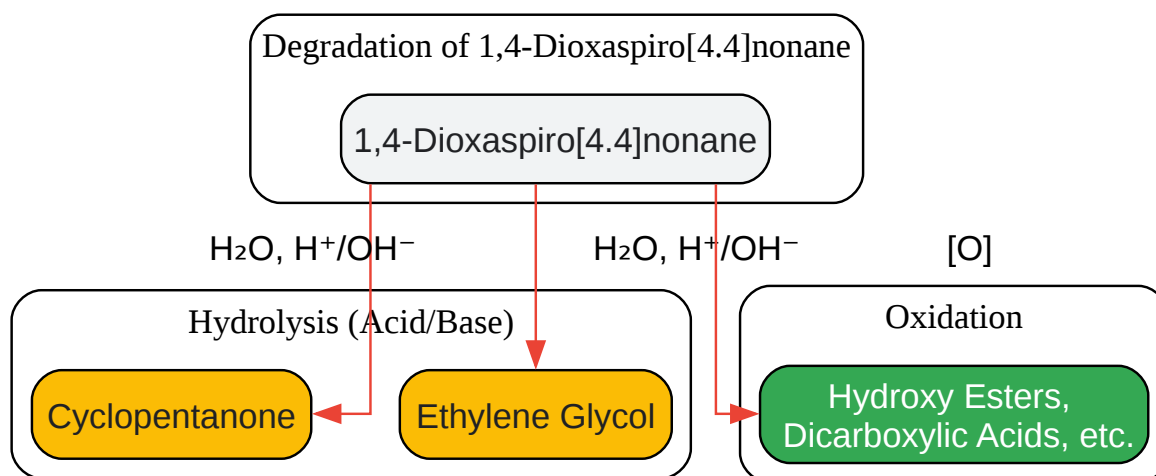 Degradation of 1,4-Dioxaspiro[4.4]nonane
1,4-Dioxaspiro[4.4]nonane
H₂O, H⁺/OH⁻
H₂O, H⁺/OH⁻
[O]
Hydrolysis (Acid/Base)
Oxidation
Cyclopentanone
Ethylene Glycol
Hydroxy Esters,
Dicarboxylic Acids, etc.